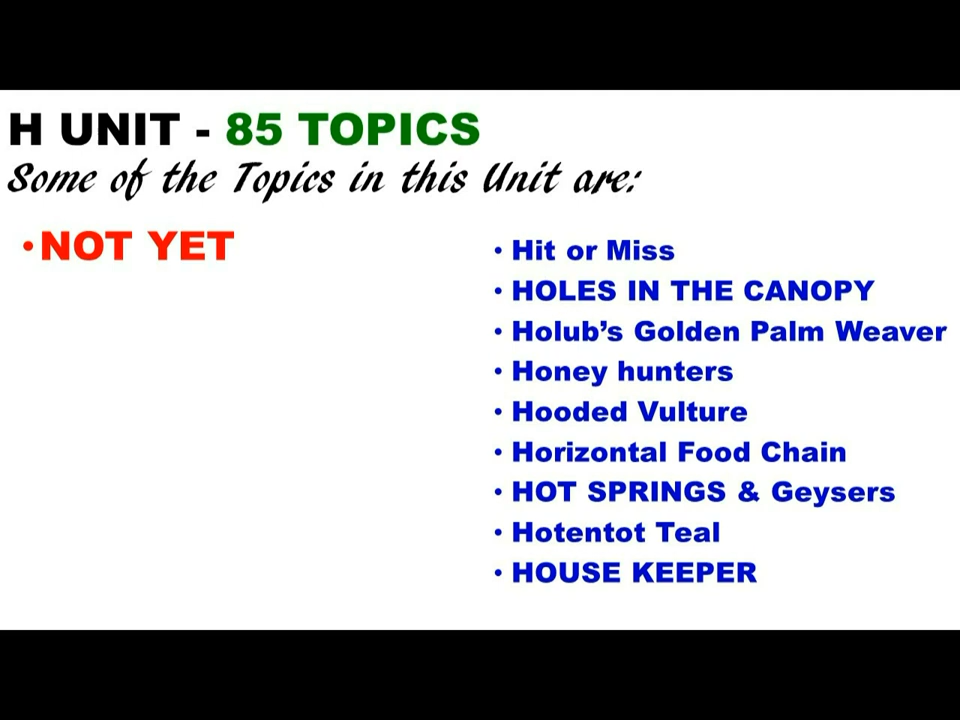 H UNIT - 85 TOPICS
Some of the Topics in this Unit are:
• NOT YET
• Hit or Miss
• HOLES IN THE CANOPY
• Holub’s Golden Palm Weaver
• Honey hunters
• Hooded Vulture
• Horizontal Food Chain
• HOT SPRINGS & Geysers
• Hotentot Teal
• HOUSE KEEPER